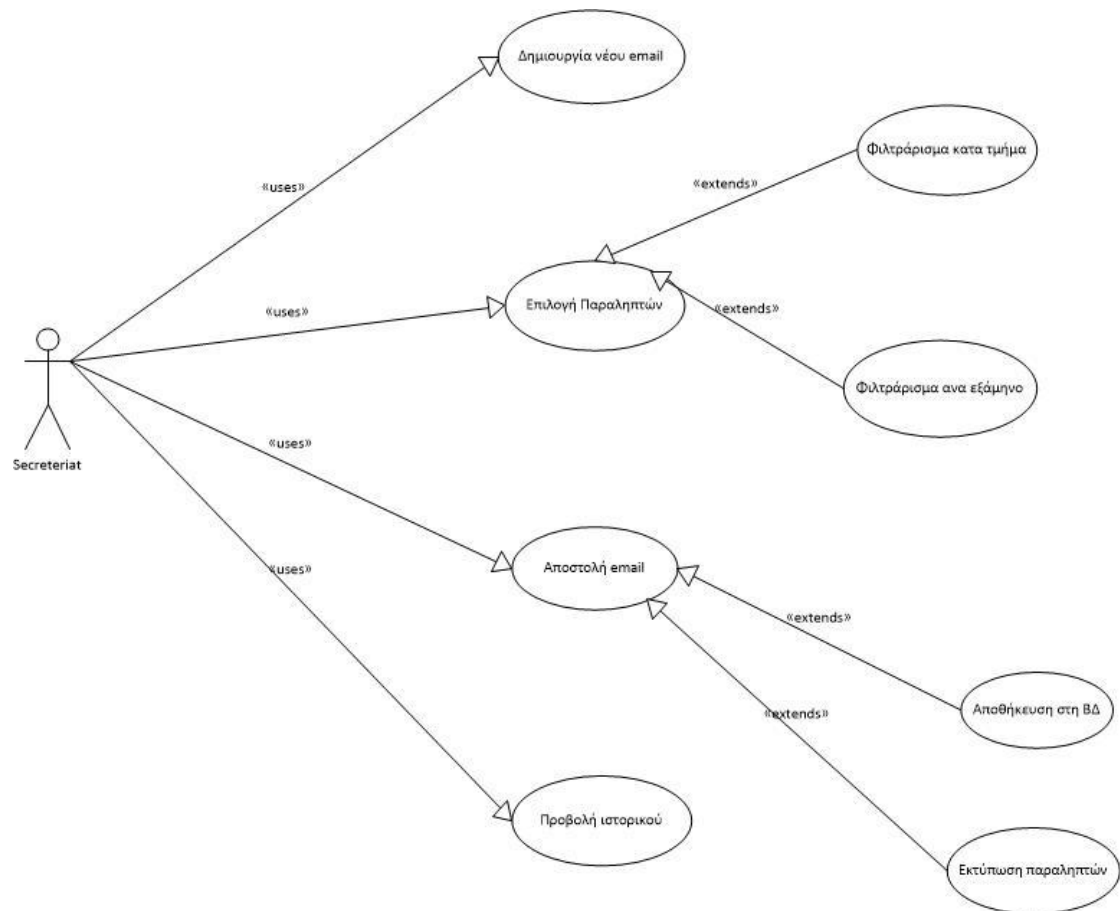 Δημιουργία νέου email
Φιλτράρισμα κατα τμήμα
«uses»
«extends»
Επιλογή Παραληπτών
«uses»
«extends»
Φιλτράρισμα ανα εξάμηνο
Secreteriat
«uses»
Αποστολή email
«uses»
«extends»
Αποθήκευση στη ΒΔ
«extends»
Προβολή ιστορικού
Εκτύπωση παραληπτών